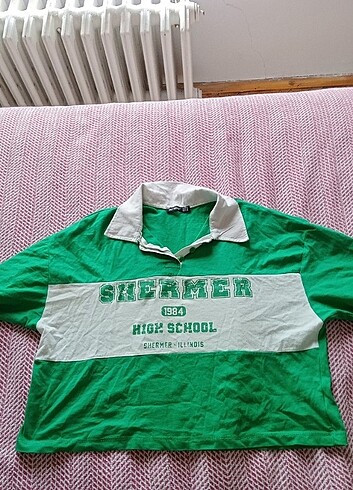 SHERMER
1984
HIGH SCHOOL
SHERMER - ILLINOIS